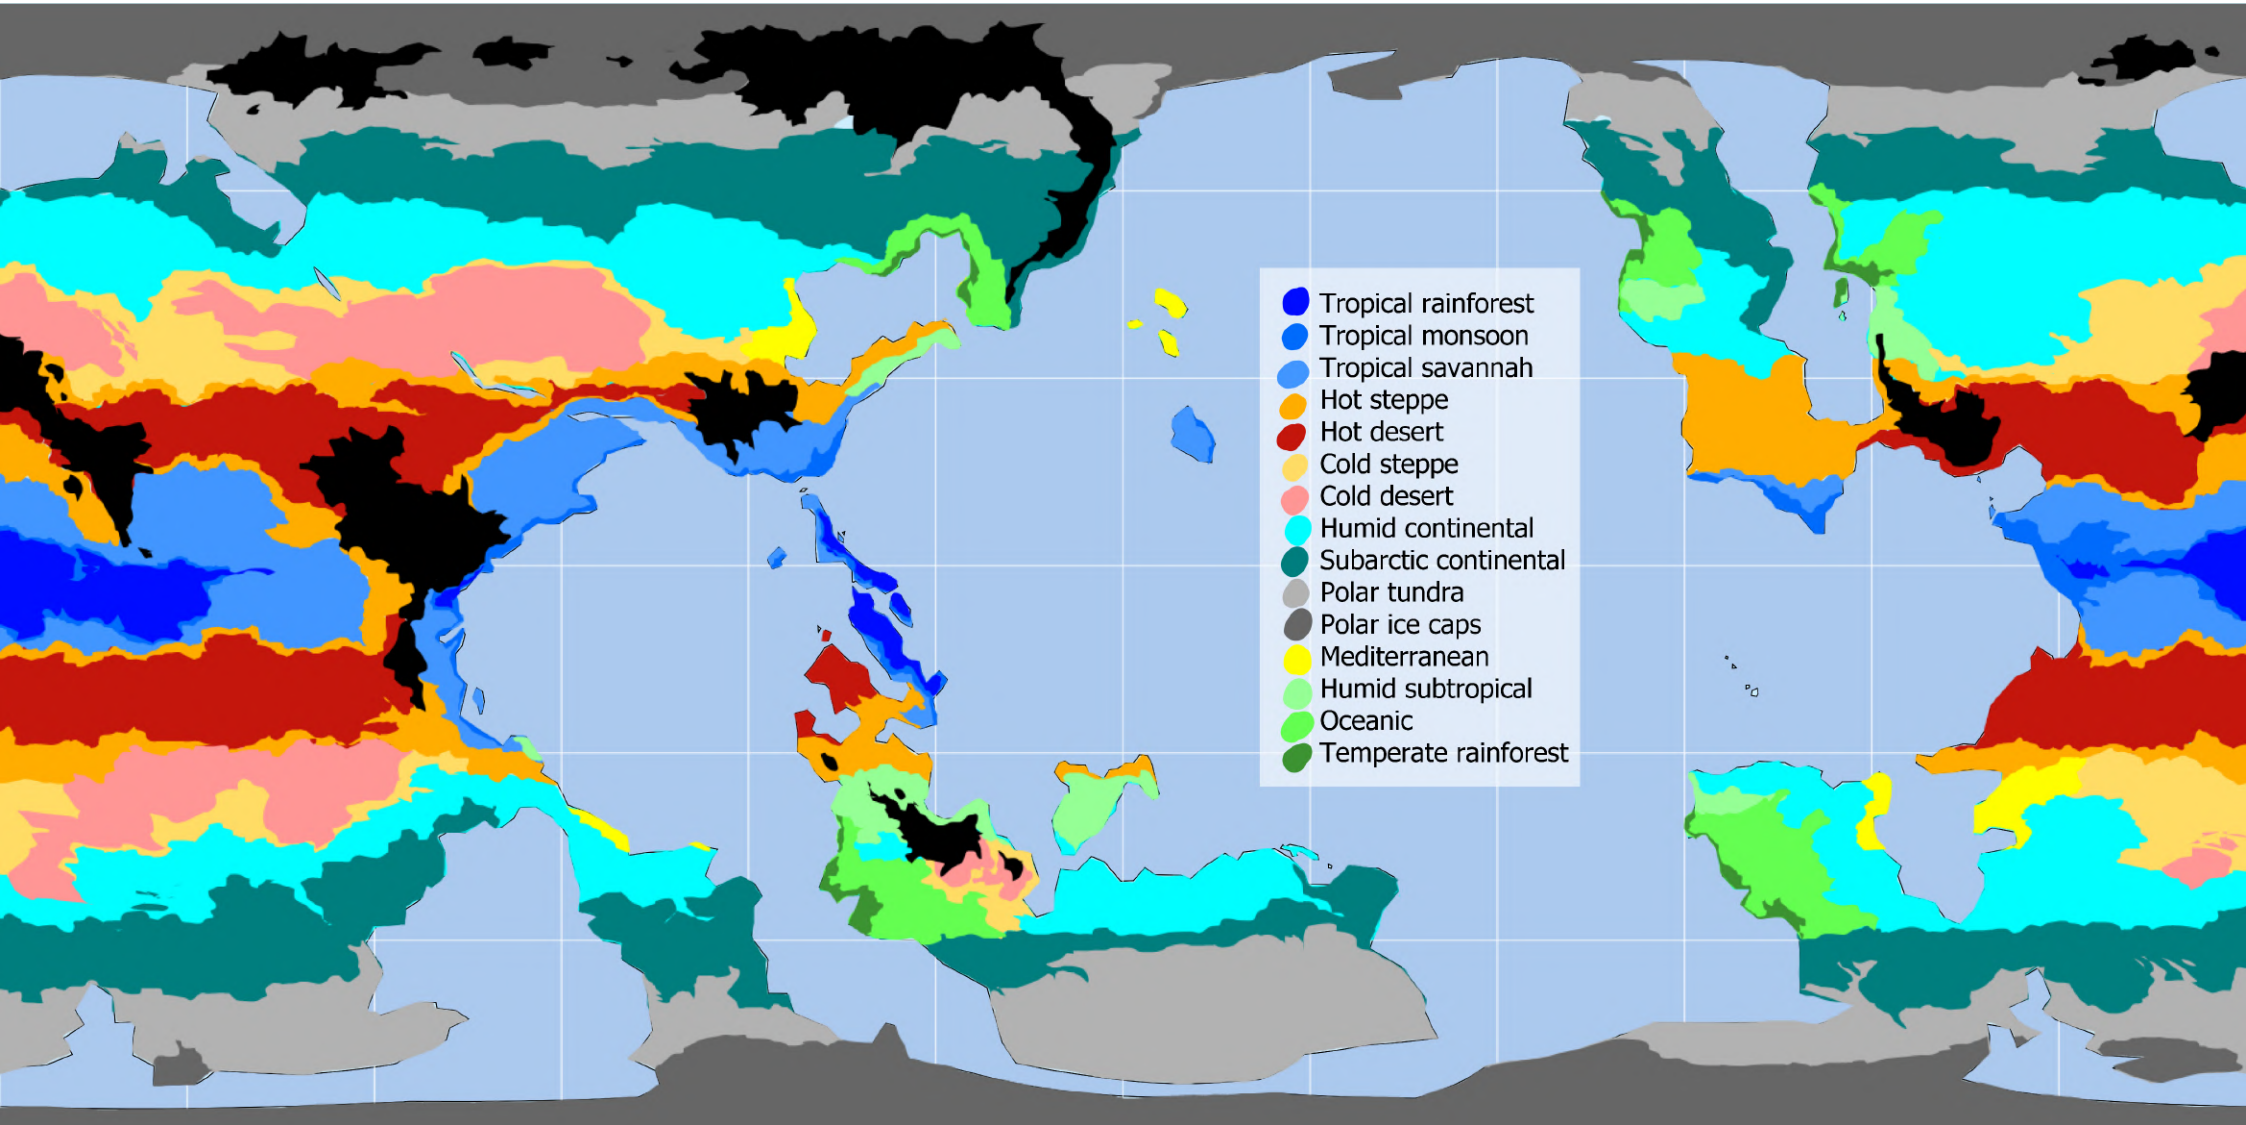 Tropical rainforest
Tropical monsoon
Tropical savannah
Hot steppe
Hot desert
Cold steppe
Cold desert
Humid continental
Subarctic continental
Polar tundra
Polar ice caps
Mediterranean
Humid subtropical
Oceanic
Temperate rainforest